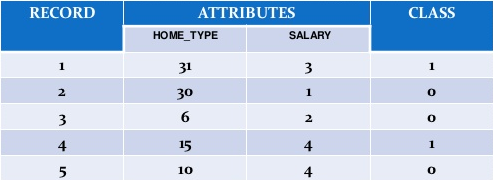 RECORD ATTRIBUTES CLASS
HOME_TYPE SALARY
1 31 3 1
2 30 1 0
3 6 2 0
4 15 4 1
5 10 4 0